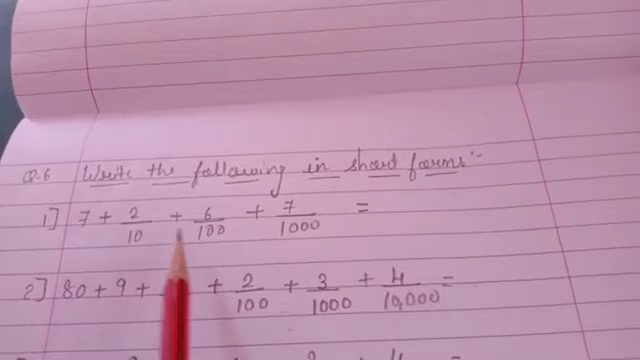 Q.6 Write the following in short forms:-
1] 7 + 2/10 + 6/100 + 7/1000 =
2] 80 + 9 + + 2/100 + 3/1000 + 4/10,000 =